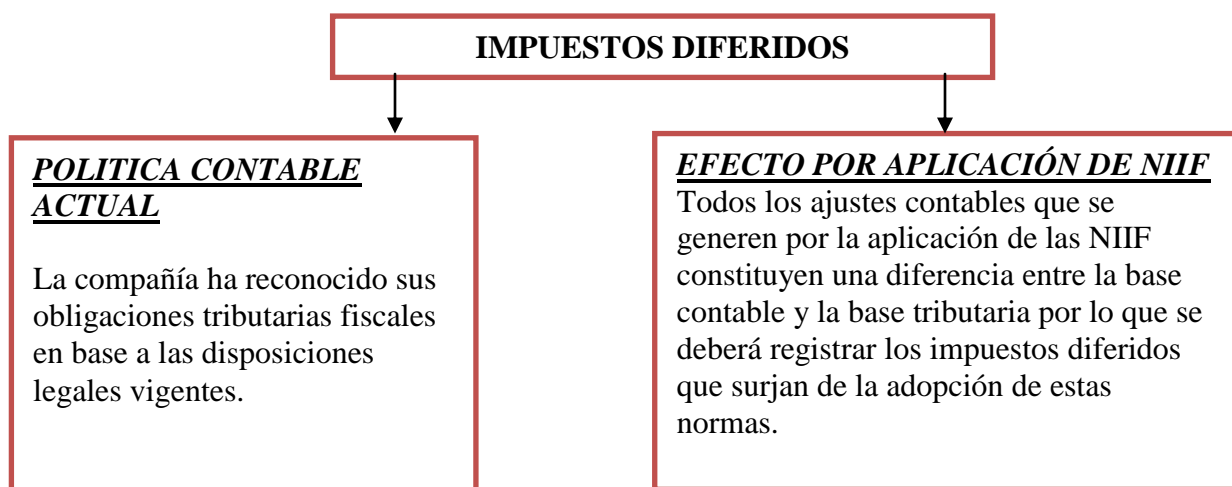 IMPUESTOS DIFERIDOS
POLITICA CONTABLE
ACTUAL
La compañía ha reconocido sus
obligaciones tributarias fiscales
en base a las disposiciones
legales vigentes.
EFECTO POR APLICACIÓN DE NIIF
Todos los ajustes contables que se
generen por la aplicación de las NIIF
constituyen una diferencia entre la base
contable y la base tributaria por lo que se
deberá registrar los impuestos diferidos
que surjan de la adopción de estas
normas.